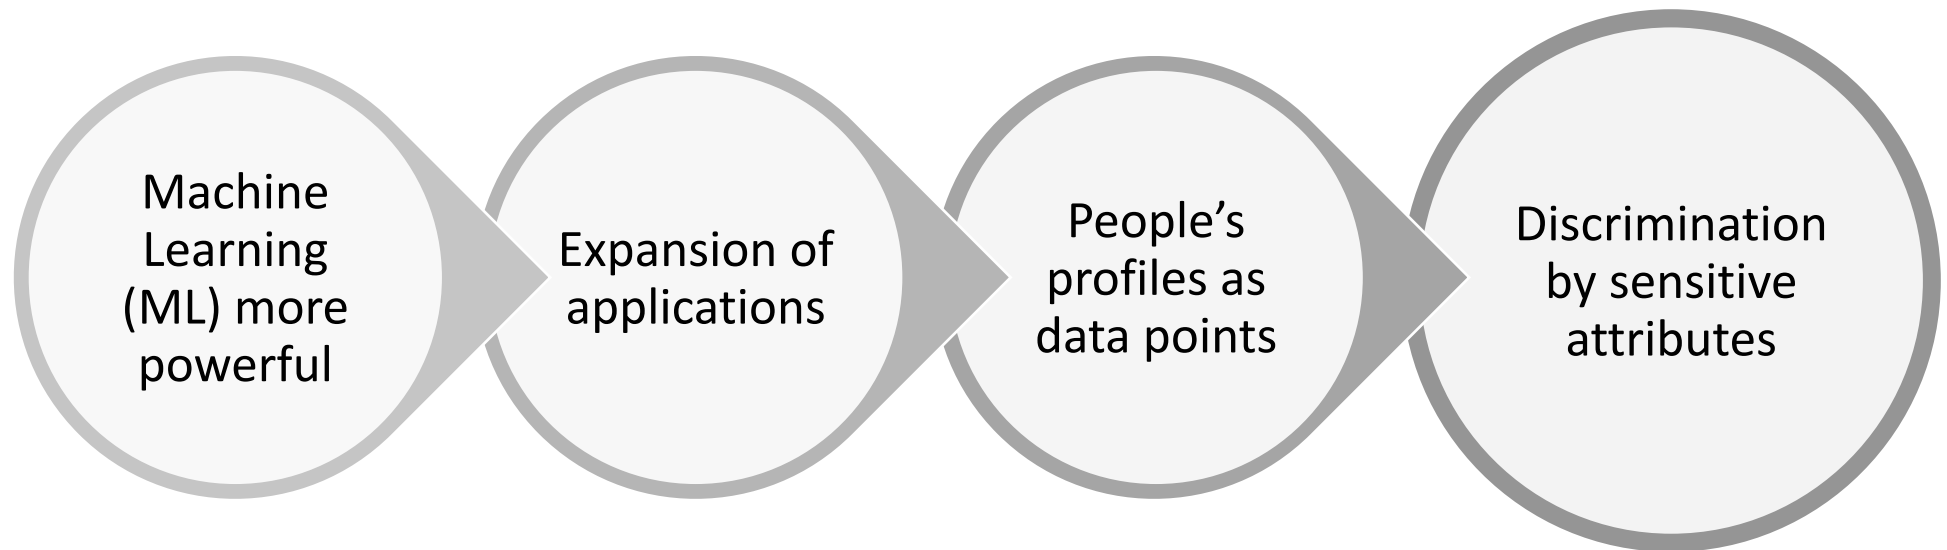 Machine
Learning
(ML) more
powerful
Expansion of
applications
People’s
profiles as
data points
Discrimination
by sensitive
attributes